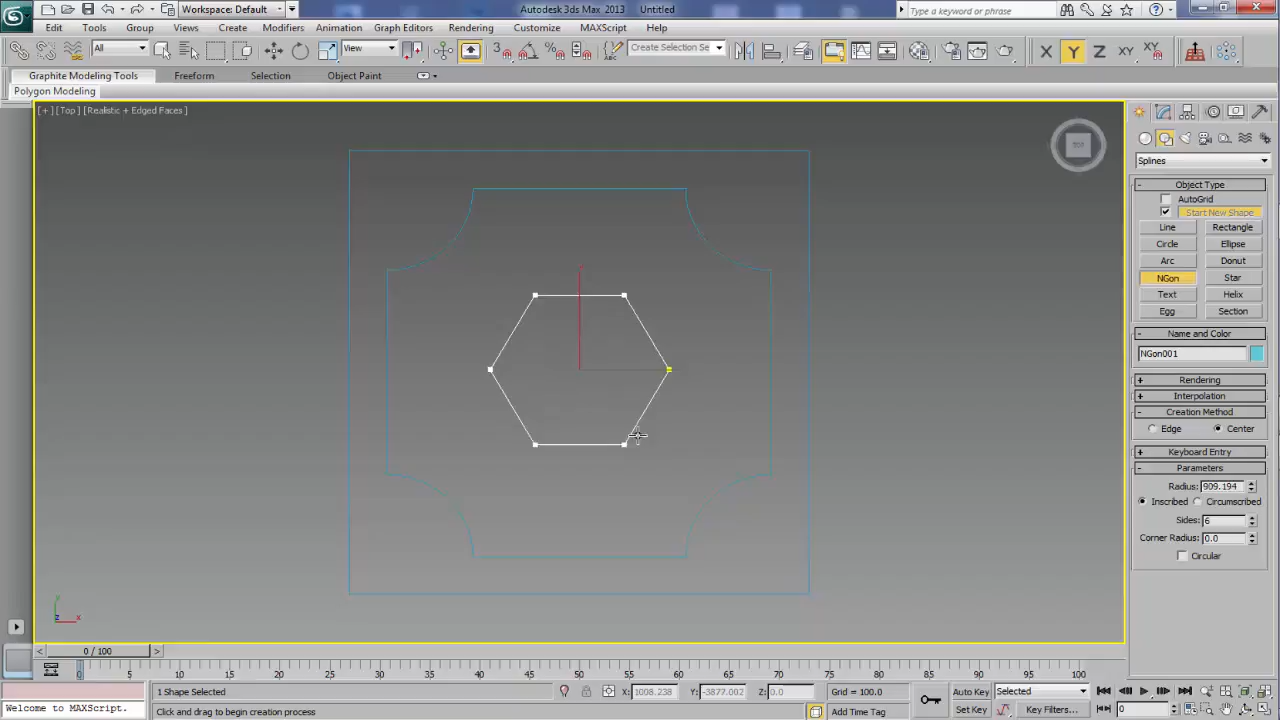 Workspace: Default
Autodesk 3ds Max 2013 Untitled
Type a keyword or phrase
Edit Tools Group Views Create Modifiers Animation Graph Editors Rendering Customize MAXScript Help
All View 3 % ABC Create Selection Se X Y Z XY XY
Graphite Modeling Tools Freeform Selection Object Paint
Polygon Modeling
[ + ] [ Top ] [ Realistic + Edged Faces ]
TOP
Splines
- Object Type
AutoGrid
Start New Shape
Line Rectangle
Circle Ellipse
Arc Donut
NGon Star
Text Helix
Egg Section
- Name and Color
NGon001
+ Rendering
+ Interpolation
- Creation Method
Edge Center
+ Keyboard Entry
- Parameters
Radius: 909.194
Inscribed Circumscribed
Sides: 6
Corner Radius: 0.0
Circular
y
z x
< 0 / 100 >
0 5 10 15 20 25 30 35 40 45 50 55 60 65 70 75 80 85 90 95 100
1 Shape Selected X: 1008.238 Y: -3877.002 Z: 0.0 Grid = 100.0 Auto Key Selected
Welcome to MAXScript. Click and drag to begin creation process Add Time Tag Set Key Key Filters... 0